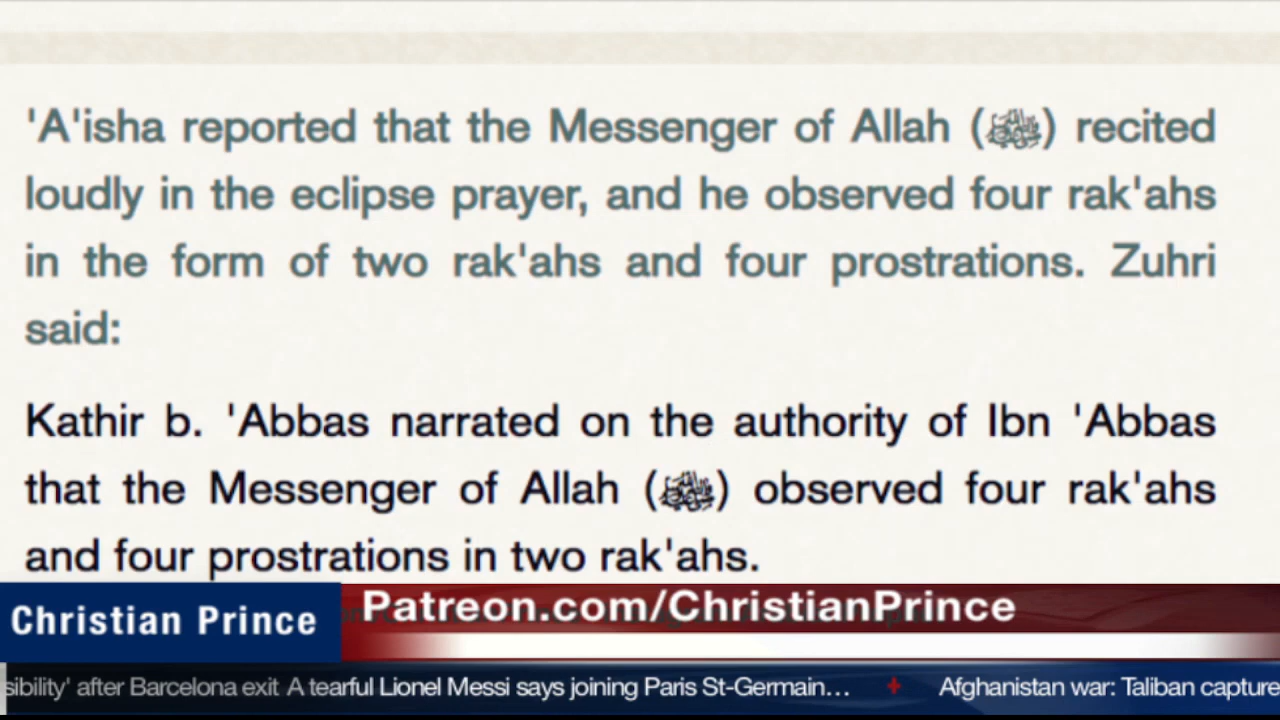 'A'isha reported that the Messenger of Allah (ﷺ) recited
loudly in the eclipse prayer, and he observed four rak'ahs
in the form of two rak'ahs and four prostrations. Zuhri
said:
Kathir b. 'Abbas narrated on the authority of Ibn 'Abbas
that the Messenger of Allah (ﷺ) observed four rak'ahs
and four prostrations in two rak'ahs.
Christian Prince
Patreon.com/ChristianPrince
sibility' after Barcelona exit A tearful Lionel Messi says joining Paris St-Germain… Afghanistan war: Taliban capture